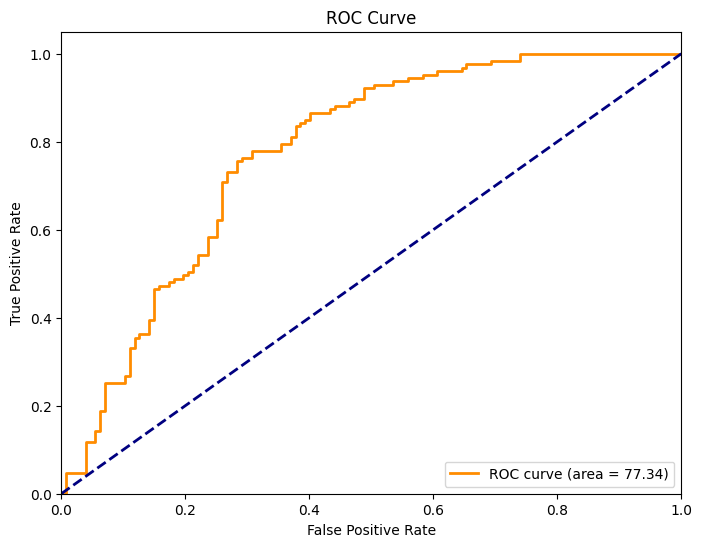 ROC Curve
True Positive Rate
1.0
0.8
0.6
0.4
0.2
0.0
0.0 0.2 0.4 0.6 0.8 1.0
False Positive Rate
ROC curve (area = 77.34)